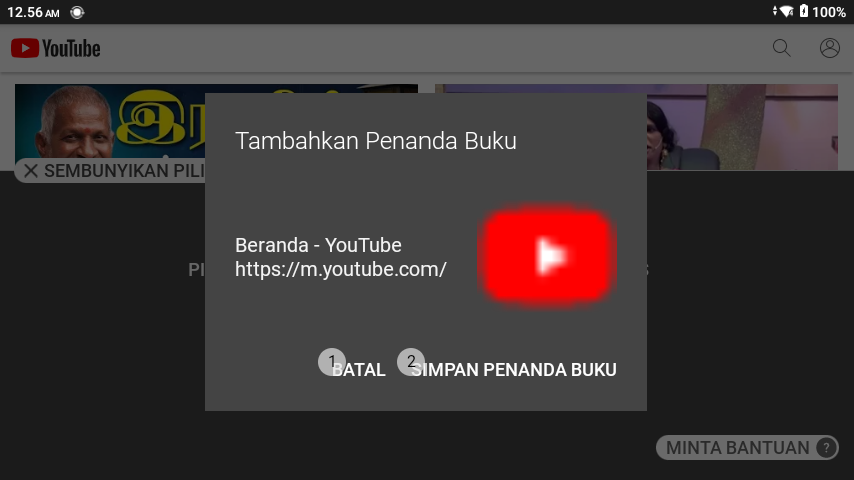 12.56 AM
100%
YouTube
SEMBUNYIKAN PILI
Tambahkan Penanda Buku
Beranda - YouTube
https://m.youtube.com/
1 BATAL
2 SIMPAN PENANDA BUKU
MINTA BANTUAN ?